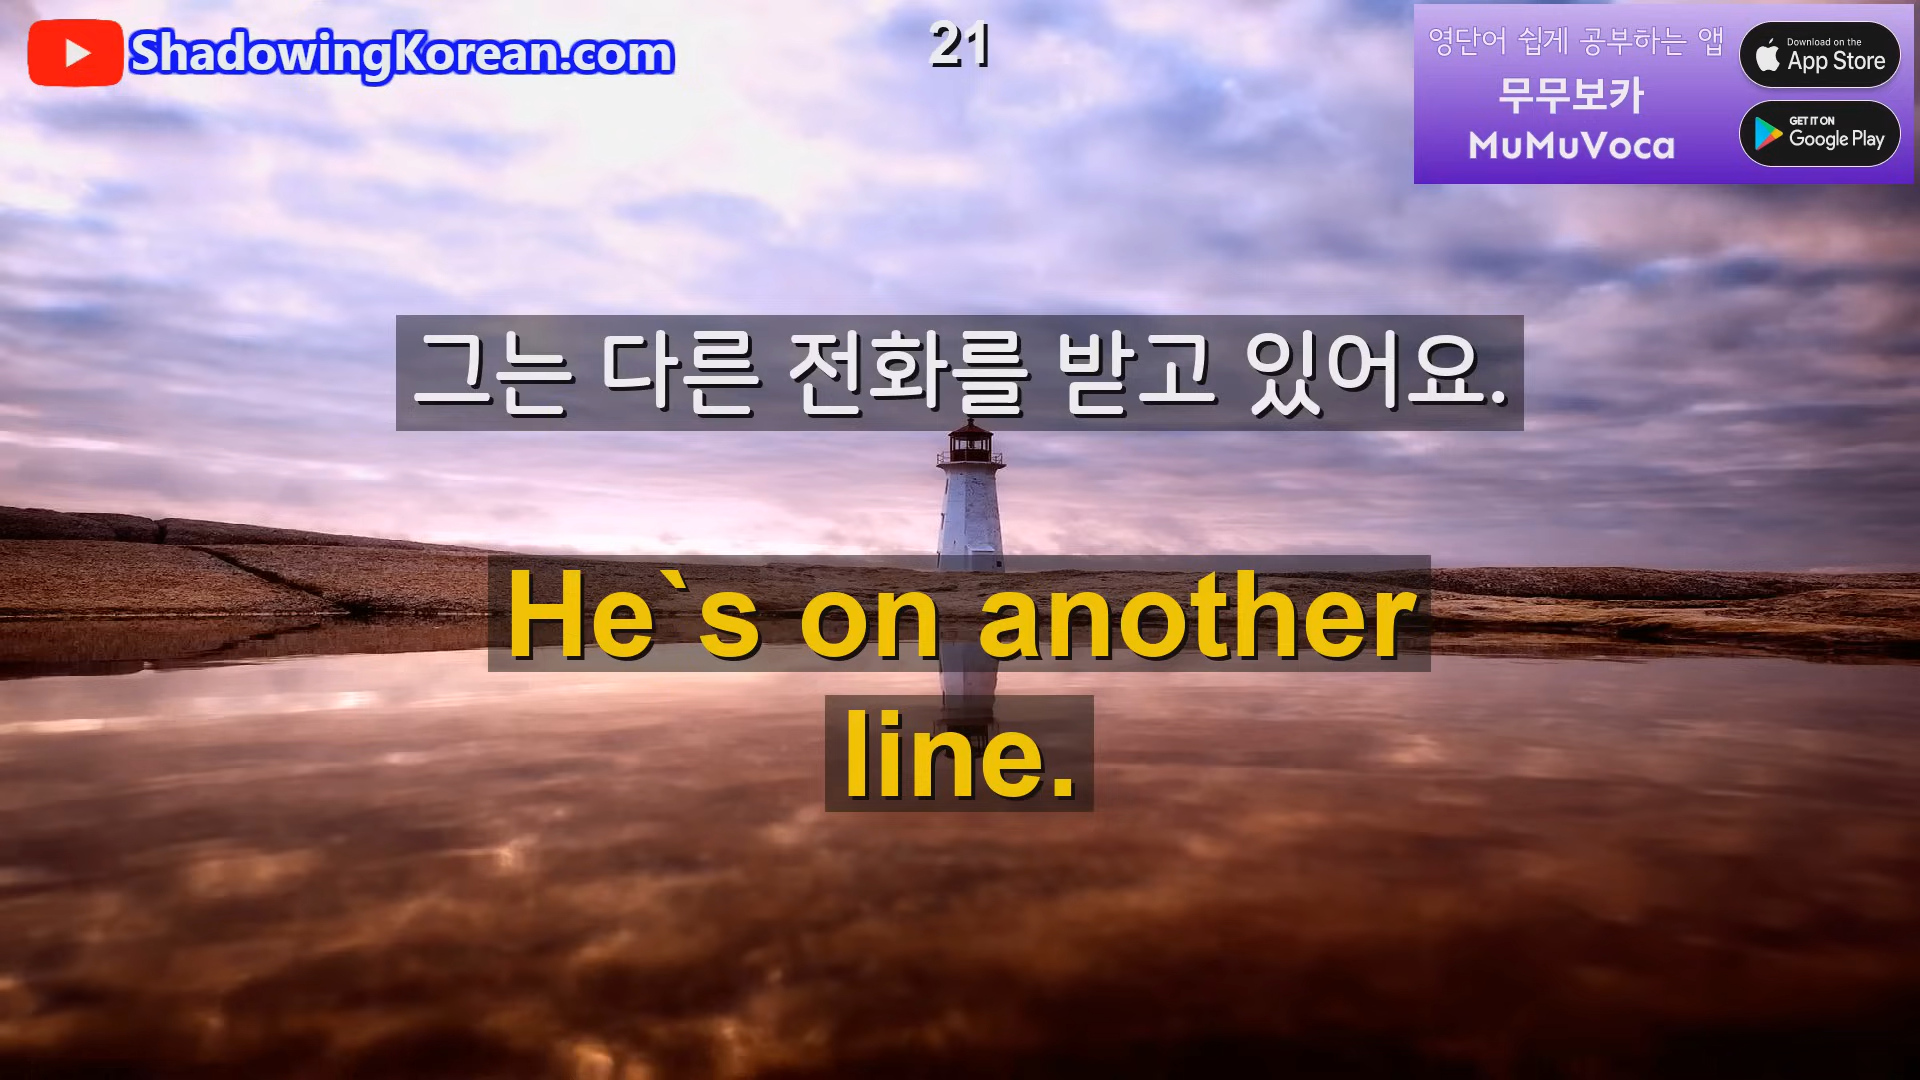 ShadowingKorean.com
21
영단어 쉽게 공부하는 앱
무무보카
MuMuVoca
Download on the
App Store
GET IT ON
Google Play
그는 다른 전화를 받고 있어요.
He`s on another
line.